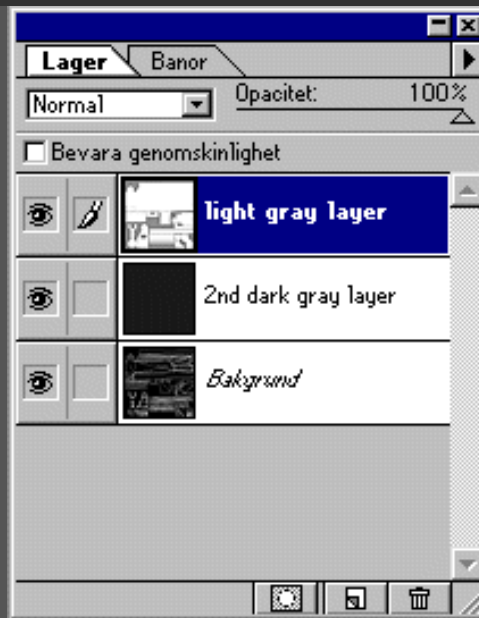 Lager Banor
Normal Opacitet: 100%
Bevara genomskinlighet
light gray layer
2nd dark gray layer
Bakgrund